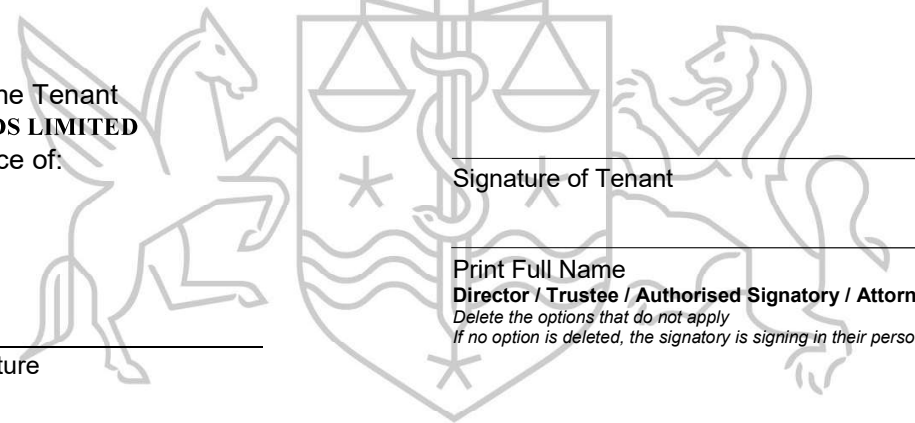 ne Tenant
DS LIMITED
ce of:
Signature of Tenant
Print Full Name
Director / Trustee / Authorised Signatory / Attorn
Delete the options that do not apply
If no option is deleted, the signatory is signing in their perso
ture